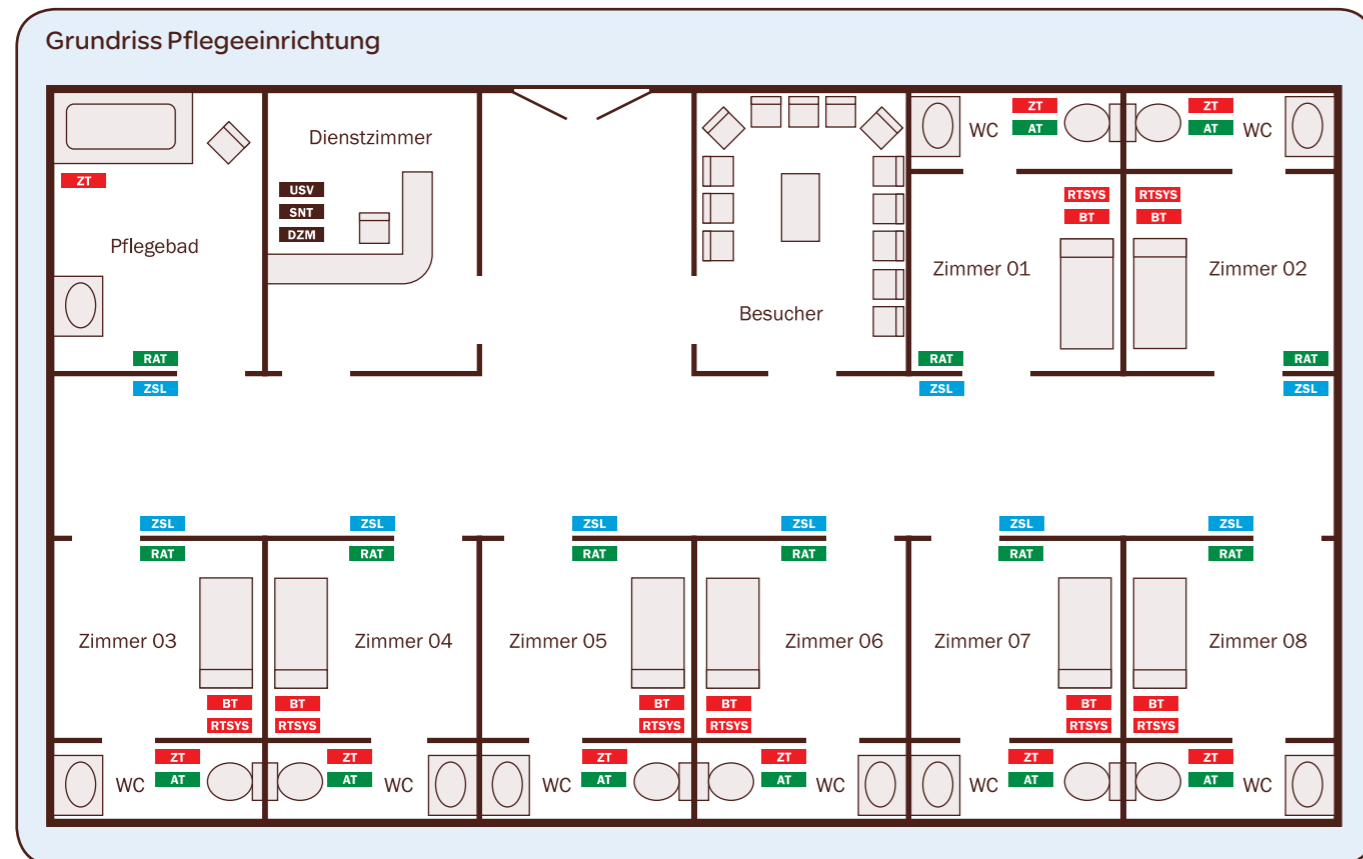 Grundriss Pflegeeinrichtung
ZT
Pflegebad
RAT
ZSL
Dienstzimmer
USV
SNT
DZM
Besucher
WC
ZT
AT
RTSYS
BT
Zimmer 01
RAT
ZSL
ZT
AT
WC
RTSYS
BT
Zimmer 02
RAT
ZSL
ZSL
RAT
Zimmer 03
BT
RTSYS
ZT
AT
WC
ZSL
RAT
Zimmer 04
BT
RTSYS
ZT
AT
WC
ZSL
RAT
Zimmer 05
BT
RTSYS
ZT
AT
WC
ZSL
RAT
Zimmer 06
BT
RTSYS
ZT
AT
WC
ZSL
RAT
Zimmer 07
BT
RTSYS
ZT
AT
WC
ZSL
RAT
Zimmer 08
BT
RTSYS
ZT
AT
WC